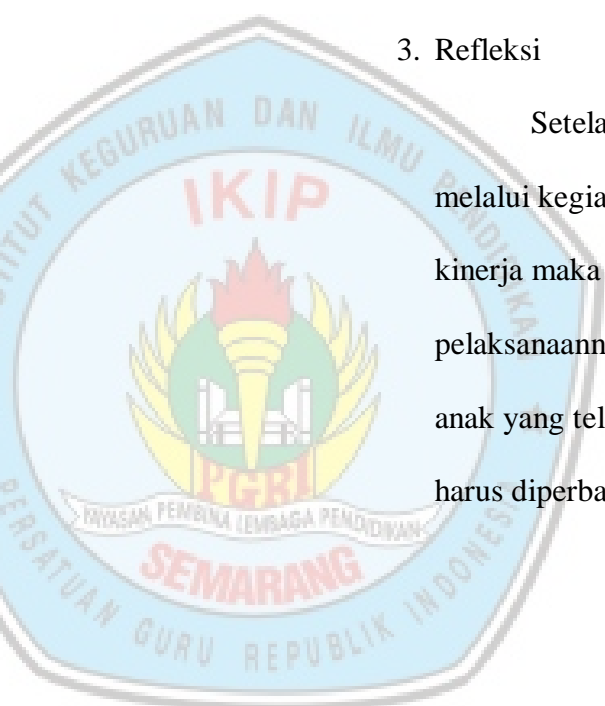 3. Refleksi
Setela
melalui kegia
kinerja maka
pelaksanaann
anak yang tel
harus diperba
INSTITUT KEGURUAN DAN ILMU PENDIDIKAN
IKIP
PGRI
YAYASAN PEMBINA LEMBAGA PENDIDIKAN
SEMARANG
PERSATUAN GURU REPUBLIK INDONESIA